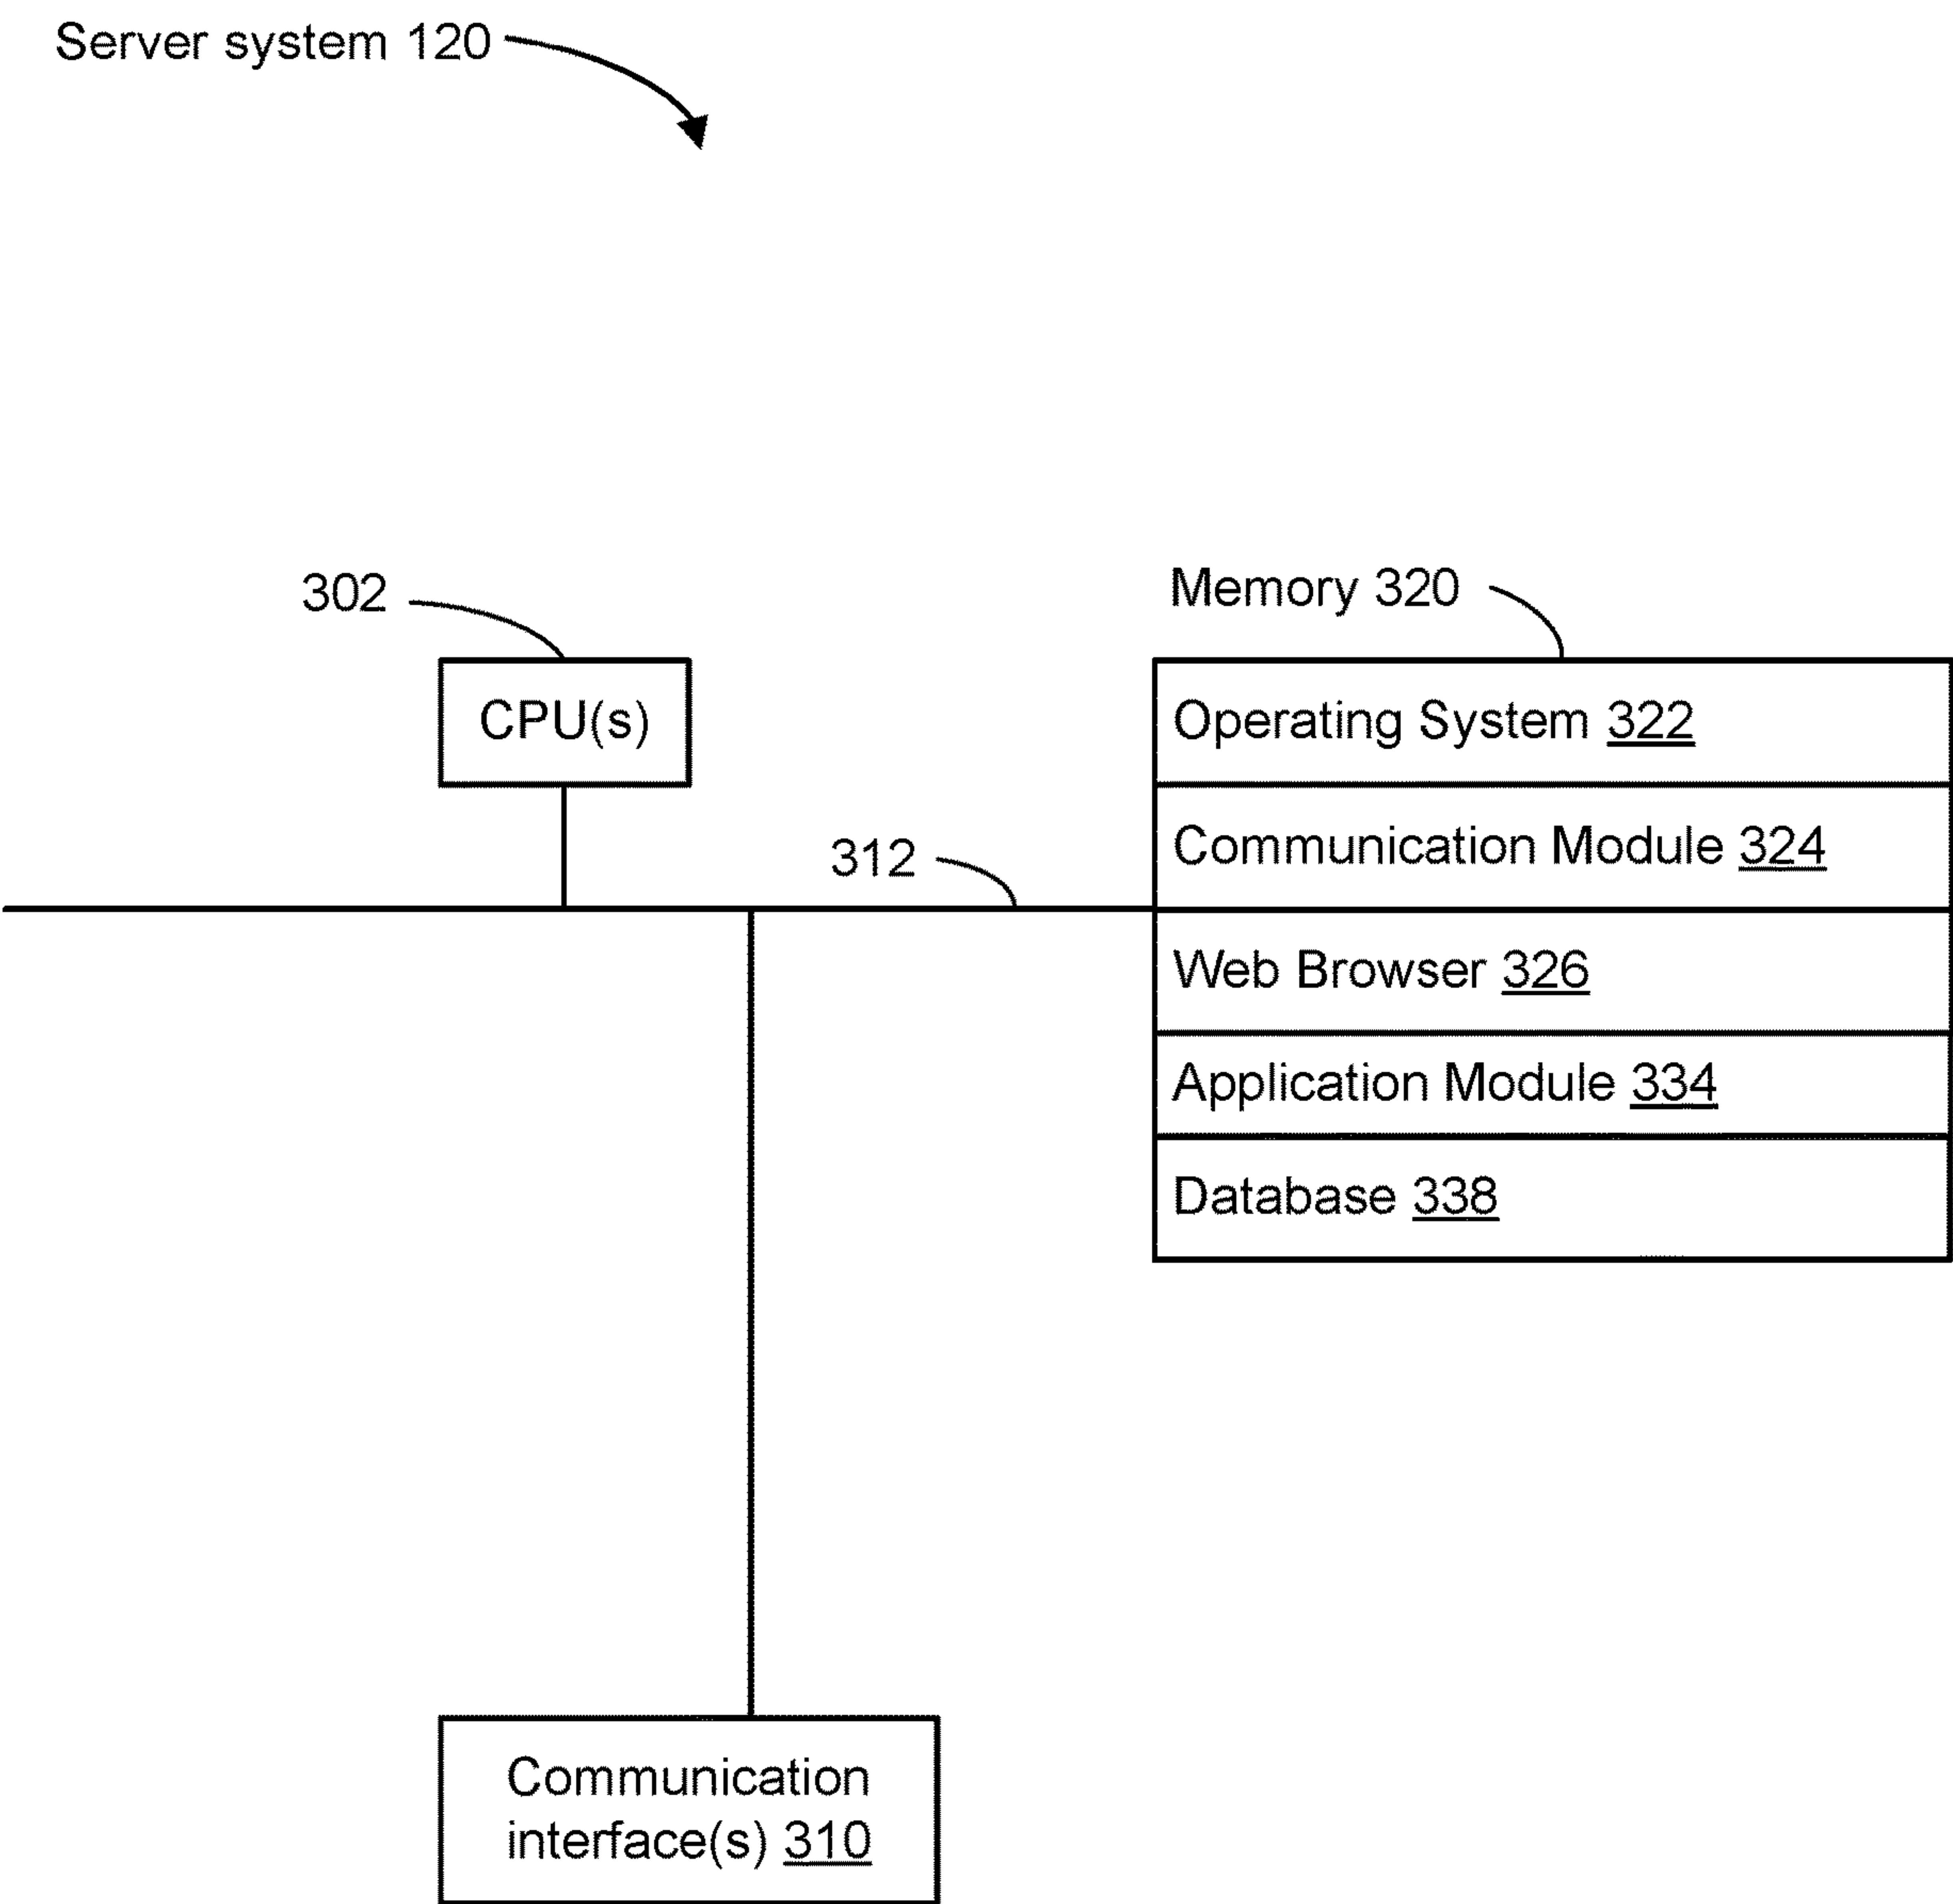 Server system 120
302
Memory 320
CPU(s)
Operating System 322
312
Communication Module 324
Web Browser 326
Application Module 334
Database 338
Communication
interface(s) 310